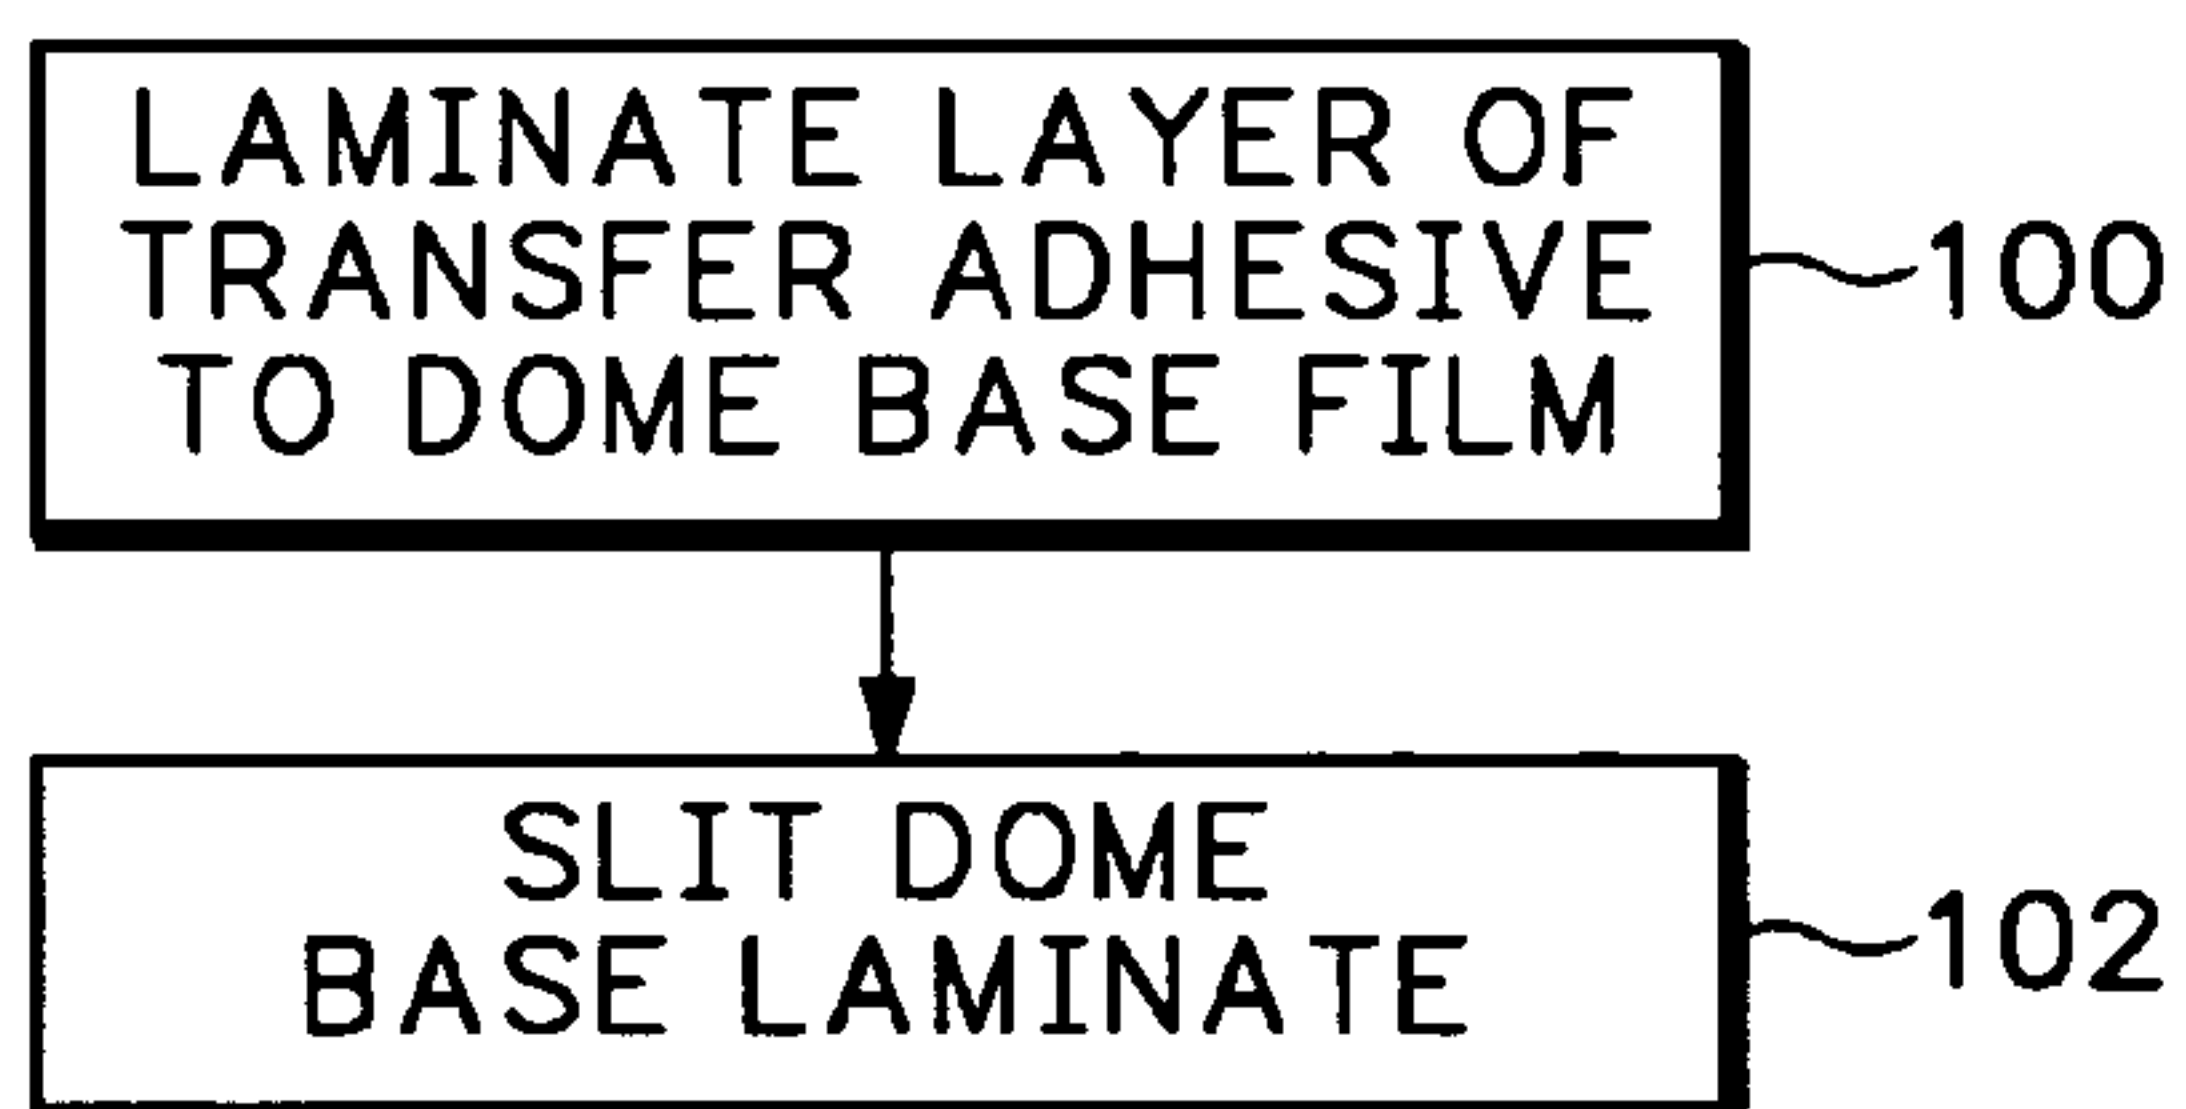 LAMINATE LAYER OF
TRANSFER ADHESIVE
TO DOME BASE FILM
100
SLIT DOME
BASE LAMINATE
102